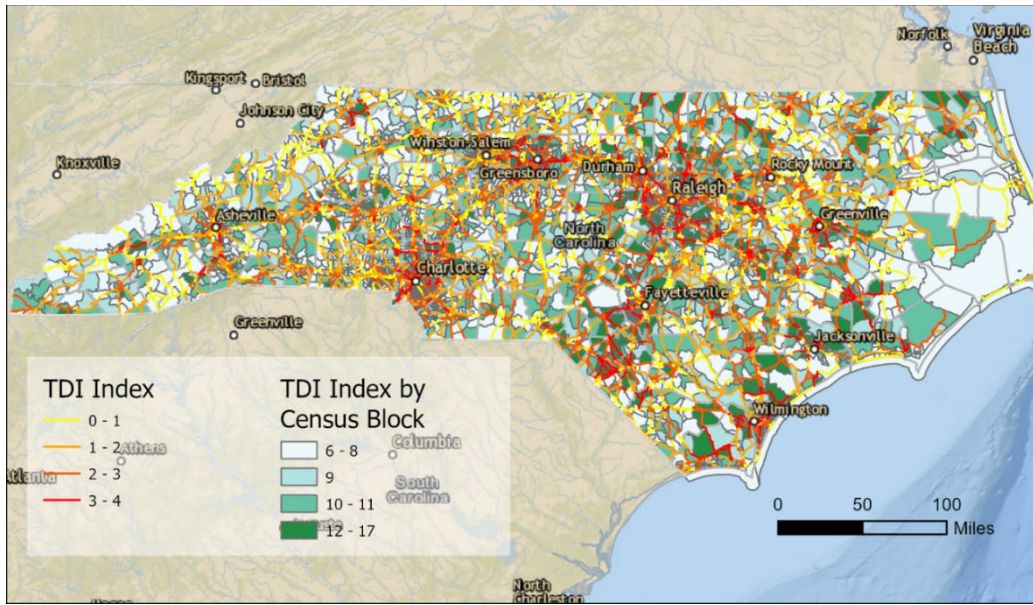 Norfolk
Virginia
Beach
Kingsport
Bristol
Johnson City
Knoxville
Winston-Salem
Greensboro
Durham
Raleigh
Rocky Mount
Greenville
Asheville
North
Carolina
Charlotte
Fayetteville
Jacksonville
Greenville
Wilmington
TDI Index
0 - 1
1 - 2
2 - 3
3 - 4
TDI Index by
Census Block
6 - 8
9
10 - 11
12 - 17
Athens
Atlanta
Columbia
South
Carolina
0 50 100
Miles
North
Charleston